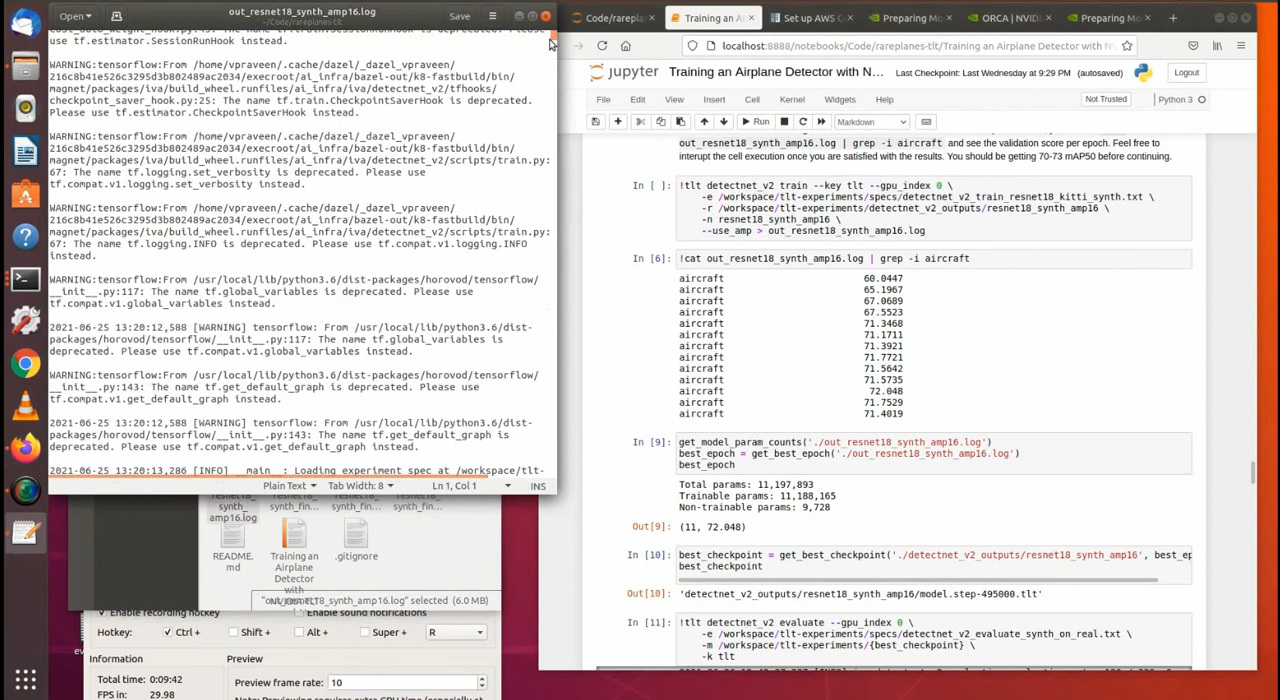 Open
out_resnet18_synth_amp16.log
~/Code/rareplanes-tlt
Save
use tf.estimator.SessionRunHook instead.
WARNING:tensorflow:From /home/vpraveen/.cache/dazel/_dazel_vpraveen/
216c8b41e526c3295d3b802489ac2034/execroot/ai_infra/bazel-out/k8-fastbuild/bin/
magnet/packages/iva/build_wheel.runfiles/ai_infra/iva/detectnet_v2/tfhooks/
checkpoint_saver_hook.py:25: The name tf.train.CheckpointSaverHook is deprecated.
Please use tf.estimator.CheckpointSaverHook instead.
WARNING:tensorflow:From /home/vpraveen/.cache/dazel/_dazel_vpraveen/
216c8b41e526c3295d3b802489ac2034/execroot/ai_infra/bazel-out/k8-fastbuild/bin/
magnet/packages/iva/build_wheel.runfiles/ai_infra/iva/detectnet_v2/scripts/train.py:
67: The name tf.logging.set_verbosity is deprecated. Please use
tf.compat.v1.logging.set_verbosity instead.
WARNING:tensorflow:From /home/vpraveen/.cache/dazel/_dazel_vpraveen/
216c8b41e526c3295d3b802489ac2034/execroot/ai_infra/bazel-out/k8-fastbuild/bin/
magnet/packages/iva/build_wheel.runfiles/ai_infra/iva/detectnet_v2/scripts/train.py:
67: The name tf.logging.INFO is deprecated. Please use tf.compat.v1.logging.INFO
instead.
WARNING:tensorflow:From /usr/local/lib/python3.6/dist-packages/horovod/tensorflow/
__init__.py:117: The name tf.global_variables is deprecated. Please use
tf.compat.v1.global_variables instead.
2021-06-25 13:20:12,588 [WARNING] tensorflow: From /usr/local/lib/python3.6/dist-
packages/horovod/tensorflow/__init__.py:117: The name tf.global_variables is
deprecated. Please use tf.compat.v1.global_variables instead.
WARNING:tensorflow:From /usr/local/lib/python3.6/dist-packages/horovod/tensorflow/
__init__.py:143: The name tf.get_default_graph is deprecated. Please use
tf.compat.v1.get_default_graph instead.
2021-06-25 13:20:12,588 [WARNING] tensorflow: From /usr/local/lib/python3.6/dist-
packages/horovod/tensorflow/__init__.py:143: The name tf.get_default_graph is
deprecated. Please use tf.compat.v1.get_default_graph instead.
2021-06-25 13:20:13,286 [INFO] __main__: Loading experiment spec at /workspace/tlt-
Plain Text
Tab Width: 8
Ln 1, Col 1
INS
synth_
amp16.log
synth_fin...
synth_fin...
synth_fin...
README.
md
Training an
Airplane
Detector
with
.gitignore
"out_resnet18_synth_amp16.log" selected (6.0 MB)
Enable recording hotkey
Enable sound notifications
Hotkey:
Ctrl +
Shift +
Alt +
Super +
R
Information
Preview
Total time: 0:09:42
Preview frame rate:
10
FPS in: 29.98
Code/rareplan
Training an A
Set up AWS C
Preparing Mo
ORCA | NVIDI
Preparing Mo
localhost:8888/notebooks/Code/rareplanes-tlt/Training an Airplane Detector with NV
jupyter
Training an Airplane Detector with N...
Last Checkpoint: Last Wednesday at 9:29 PM (autosaved)
Logout
File
Edit
View
Insert
Cell
Kernel
Widgets
Help
Not Trusted
Python 3
Run
Markdown
out_resnet18_synth_amp16.log | grep -i aircraft and see the validation score per epoch. Feel free to
interupt the cell execution once you are satisfied with the results. You should be getting 70-73 mAP50 before continuing.
In [ ]:
!tlt detectnet_v2 train --key tlt --gpu_index 0 \
-e /workspace/tlt-experiments/specs/detectnet_v2_train_resnet18_kitti_synth.txt \
-r /workspace/tlt-experiments/detectnet_v2_outputs/resnet18_synth_amp16 \
-n resnet18_synth_amp16 \
--use_amp > out_resnet18_synth_amp16.log
In [6]:
!cat out_resnet18_synth_amp16.log | grep -i aircraft
aircraft 60.0447
aircraft 65.1967
aircraft 67.0689
aircraft 67.5523
aircraft 71.3468
aircraft 71.1711
aircraft 71.3921
aircraft 71.7721
aircraft 71.5642
aircraft 71.5735
aircraft 72.048
aircraft 71.7529
aircraft 71.4019
In [9]:
get_model_param_counts('./out_resnet18_synth_amp16.log')
best_epoch = get_best_epoch('./out_resnet18_synth_amp16.log')
best_epoch
Total params: 11,197,893
Trainable params: 11,188,165
Non-trainable params: 9,728
Out[9]:
(11, 72.048)
In [10]:
best_checkpoint = get_best_checkpoint('./detectnet_v2_outputs/resnet18_synth_amp16', best_ep
best_checkpoint
Out[10]:
'detectnet_v2_outputs/resnet18_synth_amp16/model.step-495000.tlt'
In [11]:
!tlt detectnet_v2 evaluate --gpu_index 0 \
-e /workspace/tlt-experiments/specs/detectnet_v2_evaluate_synth_on_real.txt \
-m /workspace/tlt-experiments/{best_checkpoint} \
-k tlt